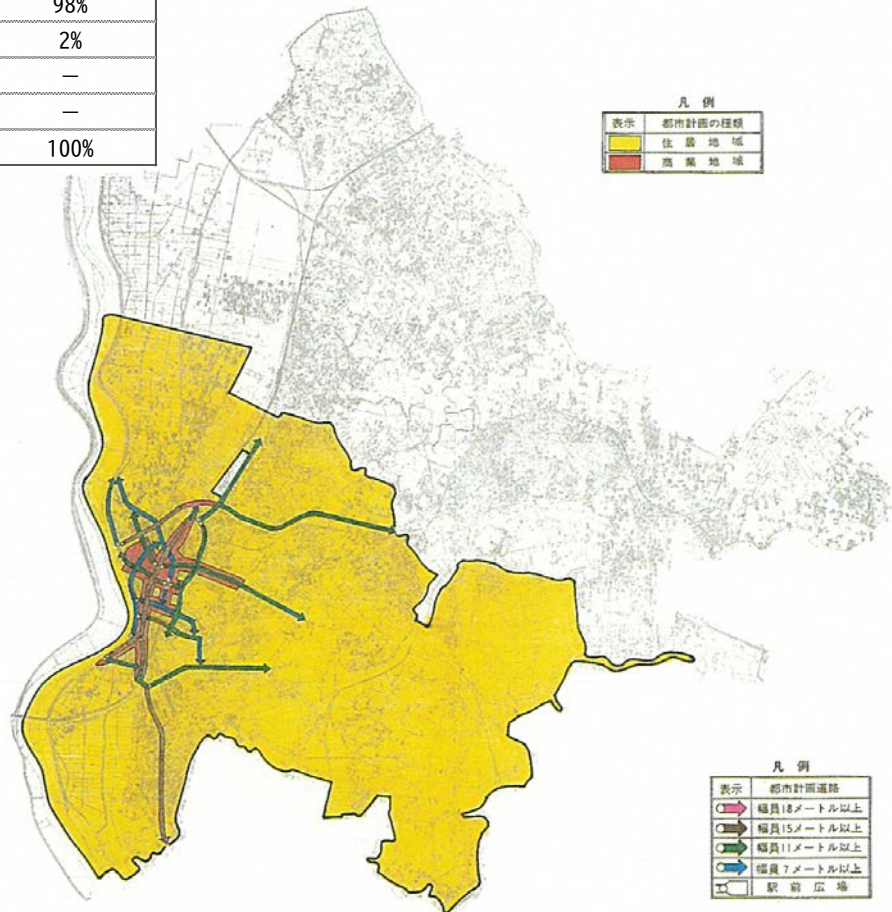 98%
2%
—
—
100%
凡例
表示 都市計画の種類
住居地域
商業地域
凡例
表示 都市計画道路
幅員18メートル以上
幅員15メートル以上
幅員11メートル以上
幅員7メートル以上
駅前広場